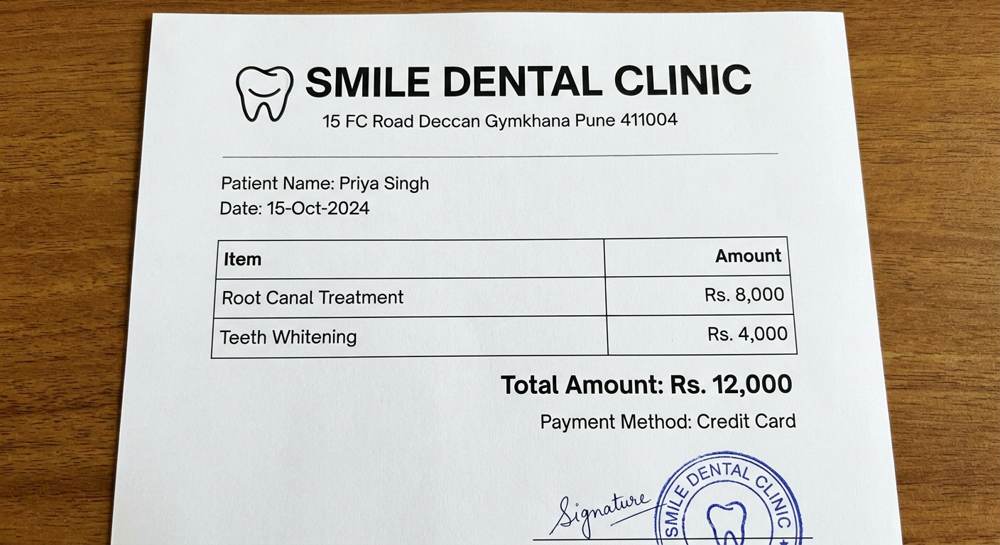 SMILE DENTAL CLINIC
15 FC Road Deccan Gymkhana Pune 411004
Patient Name: Priya Singh
Date: 15-Oct-2024
Item Amount
Root Canal Treatment Rs. 8,000
Teeth Whitening Rs. 4,000
Total Amount: Rs. 12,000
Payment Method: Credit Card
Signature
SMILE DENTAL CLINIC